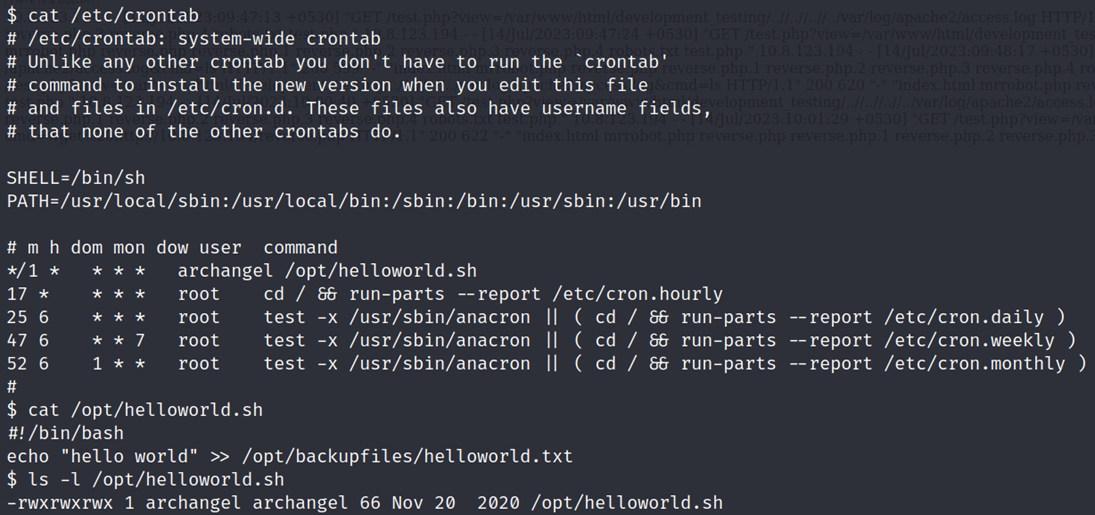 $ cat /etc/crontab
# /etc/crontab: system-wide crontab
# Unlike any other crontab you don't have to run the `crontab'
# command to install the new version when you edit this file
# and files in /etc/cron.d. These files also have username fields,
# that none of the other crontabs do.

SHELL=/bin/sh
PATH=/usr/local/sbin:/usr/local/bin:/sbin:/bin:/usr/sbin:/usr/bin

# m h dom mon dow user  command
*/1 *   * * *   archangel /opt/helloworld.sh
17 *    * * *   root    cd / && run-parts --report /etc/cron.hourly
25 6    * * *   root    test -x /usr/sbin/anacron || ( cd / && run-parts --report /etc/cron.daily )
47 6    * * 7   root    test -x /usr/sbin/anacron || ( cd / && run-parts --report /etc/cron.weekly )
52 6    1 * *   root    test -x /usr/sbin/anacron || ( cd / && run-parts --report /etc/cron.monthly )
#
$ cat /opt/helloworld.sh
#!/bin/bash
echo "hello world" >> /opt/backupfiles/helloworld.txt
$ ls -l /opt/helloworld.sh
-rwxrwxrwx 1 archangel archangel 66 Nov 20  2020 /opt/helloworld.sh